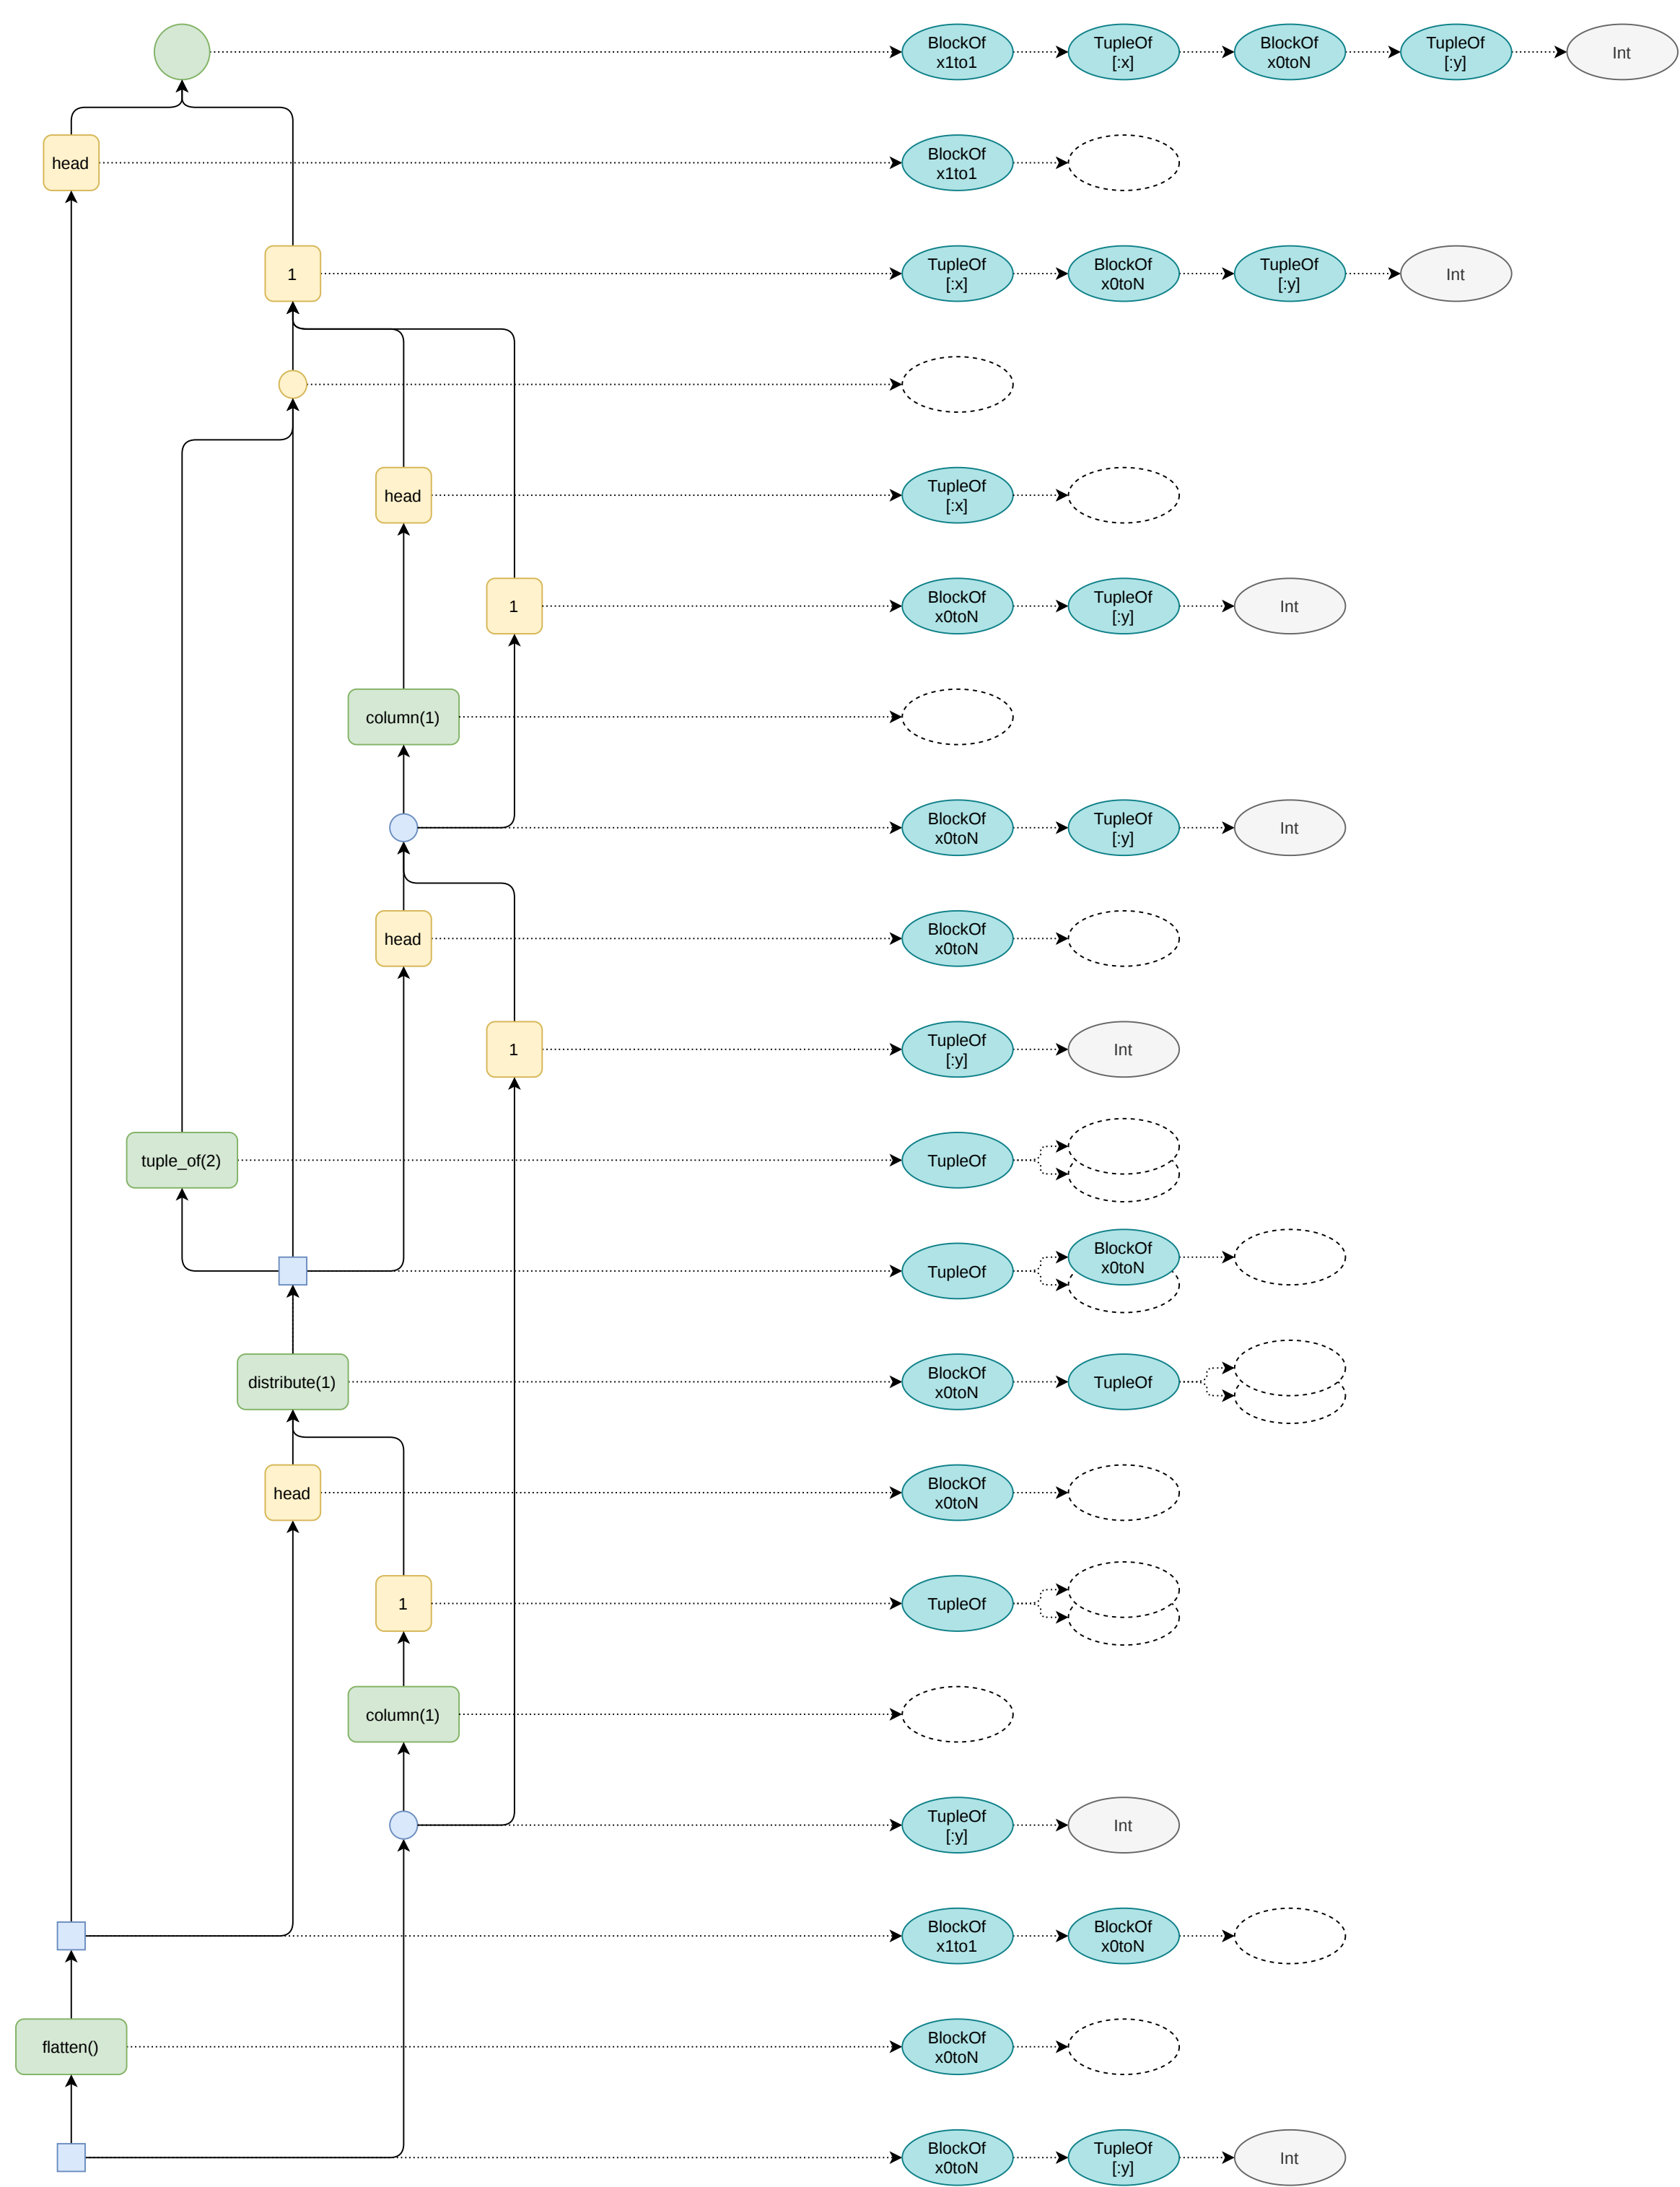 BlockOf
x1to1
TupleOf
[:x]
BlockOf
x0toN
TupleOf
[:y]
Int
head
BlockOf
x1to1
1
TupleOf
[:x]
BlockOf
x0toN
TupleOf
[:y]
Int
head
TupleOf
[:x]
1
BlockOf
x0toN
TupleOf
[:y]
Int
column(1)
BlockOf
x0toN
TupleOf
[:y]
Int
head
BlockOf
x0toN
1
TupleOf
[:y]
Int
tuple_of(2)
TupleOf
TupleOf
BlockOf
x0toN
distribute(1)
BlockOf
x0toN
TupleOf
head
BlockOf
x0toN
1
TupleOf
column(1)
TupleOf
[:y]
Int
BlockOf
x1to1
BlockOf
x0toN
flatten()
BlockOf
x0toN
BlockOf
x0toN
TupleOf
[:y]
Int